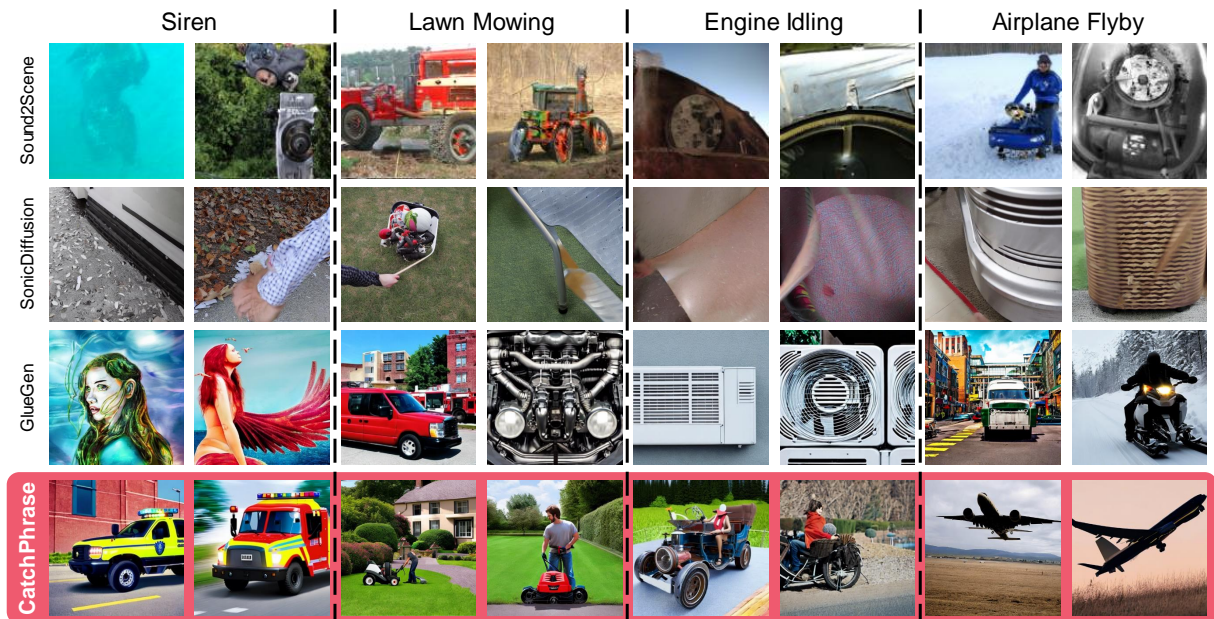 Siren
Lawn Mowing
Engine Idling
Airplane Flyby
Sound2Scene
SonicDiffusion
GlueGen
CatchPhrase